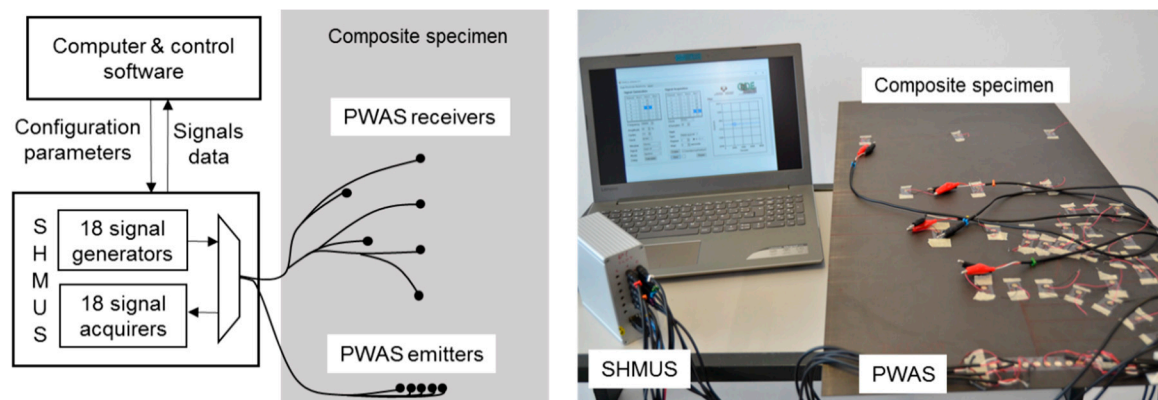 Computer & control
software
Configuration
parameters
Signals
data
S
H
M
U
S
18 signal
generators
18 signal
acquirers
Composite specimen
PWAS receivers
PWAS emitters
Composite specimen
SHMUS
PWAS